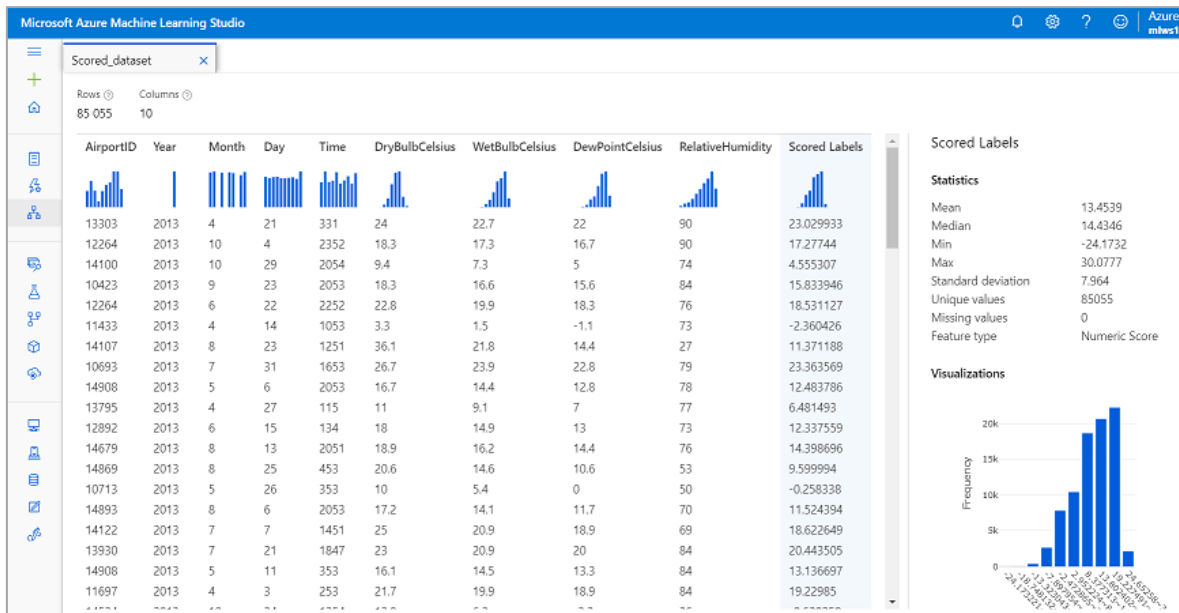 Microsoft Azure Machine Learning Studio
Azure
mlws1
Scored_dataset
Rows Columns
85 055 10
AirportID Year Month Day Time DryBulbCelsius WetBulbCelsius DewPointCelsius RelativeHumidity Scored Labels
13303 2013 4 21 331 24 22.7 22 90 23.029933
12264 2013 10 4 2352 18.3 17.3 16.7 90 17.27744
14100 2013 10 29 2054 9.4 7.3 5 74 4.555307
10423 2013 9 23 2053 18.3 16.6 15.6 84 15.833946
12264 2013 6 22 2252 22.8 19.9 18.3 76 18.531127
11433 2013 4 14 1053 3.3 1.5 -1.1 73 -2.360426
14107 2013 8 23 1251 36.1 21.8 14.4 27 11.371188
10693 2013 7 31 1653 26.7 23.9 22.8 79 23.363569
14908 2013 5 6 2053 16.7 14.4 12.8 78 12.483786
13795 2013 4 27 115 11 9.1 7 77 6.481493
12892 2013 6 15 134 18 14.9 13 73 12.337559
14679 2013 8 13 2051 18.9 16.2 14.4 76 14.398696
14869 2013 8 25 453 20.6 14.6 10.6 53 9.599994
10713 2013 5 26 353 10 5.4 0 50 -0.258338
14893 2013 8 6 2053 17.2 14.1 11.7 70 11.524394
14122 2013 7 7 1451 25 20.9 18.9 69 18.622649
13930 2013 7 21 1847 23 20.9 20 84 20.443505
14908 2013 5 11 353 16.1 14.5 13.3 84 13.136697
11697 2013 4 3 253 21.7 19.9 18.9 84 19.22985
Scored Labels
Statistics
Mean 13.4539
Median 14.4346
Min -24.1732
Max 30.0777
Standard deviation 7.964
Unique values 85055
Missing values 0
Feature type Numeric Score
Visualizations
20k
15k
10k
5k
0
Frequency